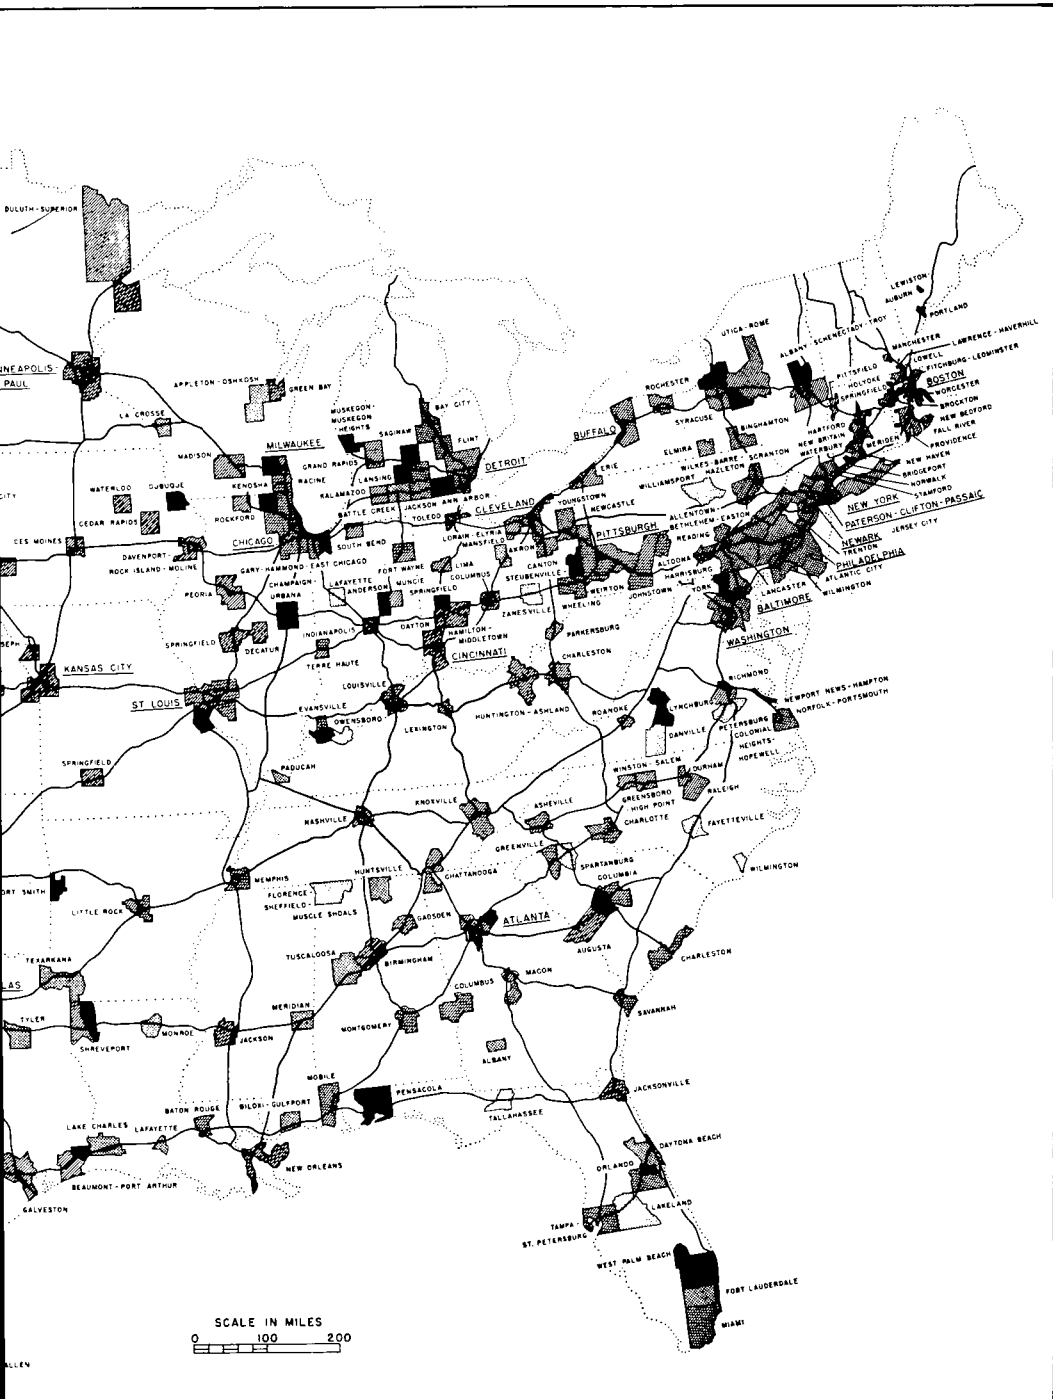 DULUTH-SUPERIOR
LEWISTON-
AUBURN
PORTLAND
UTICA-ROME
ALBANY-SCHENECTADY-TROY
MANCHESTER
LAWRENCE-HAVERHILL
LOWELL
FITCHBURG-LEOMINSTER
BOSTON
WORCESTER
BROCKTON
NEW BEDFORD
FALL RIVER
PROVIDENCE
PITTSFIELD
HOLYOKE
SPRINGFIELD
NNEAPOLIS-
PAUL
APPLETON-OSHKOSH
GREEN BAY
LA CROSSE
MUSKEGON-
MUSKEGON
HEIGHTS
BAY CITY
SAGINAW
FLINT
ROCHESTER
SYRACUSE
BUFFALO
BINGHAMTON
ELMIRA
HARTFORD
NEW BRITAIN
WATERBURY
MERIDEN
NEW HAVEN
BRIDGEPORT
NORWALK
STAMFORD
NEW YORK
PATERSON-CLIFTON-PASSAIC
JERSEY CITY
NEWARK
TRENTON
PHILADELPHIA
ATLANTIC CITY
WILMINGTON
LANCASTER
BALTIMORE
WASHINGTON
MILWAUKEE
MADISON
GRAND RAPIDS
LANSING
DETROIT
KENOSHA
RACINE
KALAMAZOO
BATTLE CREEK
JACKSON
ANN ARBOR
TOLEDO
CLEVELAND
ERIE
YOUNGSTOWN
NEWCASTLE
WILKES-BARRE-SCRANTON
HAZLETON
WILLIAMSPORT
ALLENTOWN
BETHLEHEM-EASTON
READING
WATERLOO
DUBUQUE
CITY
CEDAR RAPIDS
ROCKFORD
CHICAGO
SOUTH BEND
LORAIN-ELYRIA
MANSFIELD
AKRON
PITTSBURGH
ALTOONA
HARRISBURG
YORK
JOHNSTOWN
CES MOINES
DAVENPORT-
ROCK ISLAND-MOLINE
GARY-HAMMOND-EAST CHICAGO
FORT WAYNE
LIMA
CANTON
STEUBENVILLE
WEIRTON
WHEELING
PEORIA
CHAMPAIGN-
URBANA
LAFAYETTE
ANDERSON
MUNCIE
SPRINGFIELD
COLUMBUS
ZANESVILLE
PARKERSBURG
SPRINGFIELD
DECATUR
INDIANAPOLIS
TERRE HAUTE
DAYTON
HAMILTON-
MIDDLETOWN
CINCINNATI
SEPH
KANSAS CITY
ST LOUIS
LOUISVILLE
EVANSVILLE
OWENSBORO
LEXINGTON
CHARLESTON
HUNTINGTON-ASHLAND
ROANOKE
LYNCHBURG
DANVILLE
RICHMOND
NEWPORT NEWS-HAMPTON
NORFOLK-PORTSMOUTH
PETERSBURG
COLONIAL
HEIGHTS-
HOPEWELL
SPRINGFIELD
PADUCAH
WINSTON-SALEM
DURHAM
GREENSBORO
HIGH POINT
RALEIGH
NASHVILLE
KNOXVILLE
ASHEVILLE
CHARLOTTE
FAYETTEVILLE
WILMINGTON
GREENVILLE
SPARTANBURG
COLUMBIA
ORT SMITH
MEMPHIS
LITTLE ROCK
HUNTSVILLE
FLORENCE-
SHEFFIELD-
MUSCLE SHOALS
CHATTANOOGA
GADSDEN
ATLANTA
AUGUSTA
CHARLESTON
TEXARKANA
LAS
TUSCALOOSA
BIRMINGHAM
COLUMBUS
MACON
SAVANNAH
TYLER
SHREVEPORT
MONROE
JACKSON
MERIDIAN
MONTGOMERY
ALBANY
MOBILE
PENSACOLA
TALLAHASSEE
JACKSONVILLE
BATON ROUGE
BILOXI-GULFPORT
LAKE CHARLES
LAFAYETTE
NEW ORLEANS
BEAUMONT-PORT ARTHUR
GALVESTON
DAYTONA BEACH
ORLANDO
LAKELAND
TAMPA-
ST. PETERSBURG
WEST PALM BEACH
FORT LAUDERDALE
MIAMI
SCALE IN MILES
0 100 200
ALLEN